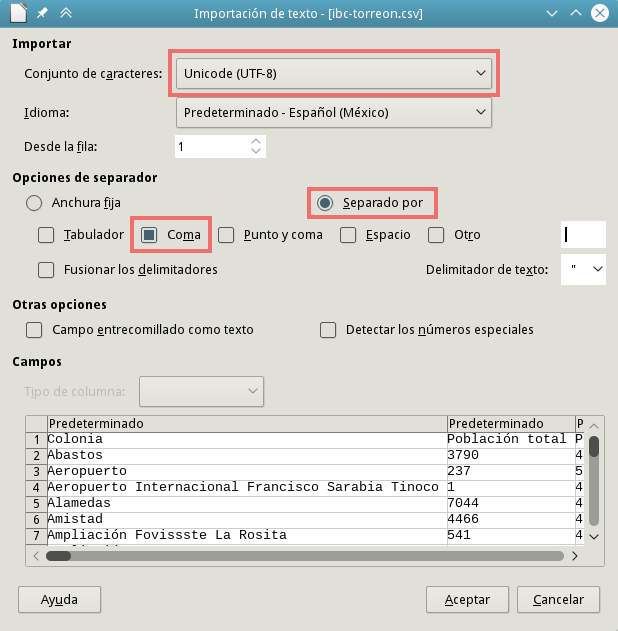 Importación de texto - [ibc-torreon.csv]
Importar
Conjunto de caracteres: Unicode (UTF-8)
Idioma: Predeterminado - Español (México)
Desde la fila: 1
Opciones de separador
Anchura fija Separado por
Tabulador Coma Punto y coma Espacio Otro
Fusionar los delimitadores Delimitador de texto: "
Otras opciones
Campo entrecomillado como texto Detectar los números especiales
Campos
Tipo de columna:
Predeterminado Predeterminado P
1 Colonia Población total P
2 Abastos 3790 4
3 Aeropuerto 237 5
4 Aeropuerto Internacional Francisco Sarabia Tinoco 1 4
5 Alamedas 7044 4
6 Amistad 4466 4
7 Ampliación Fovissste La Rosita 541 4
Ayuda Aceptar Cancelar